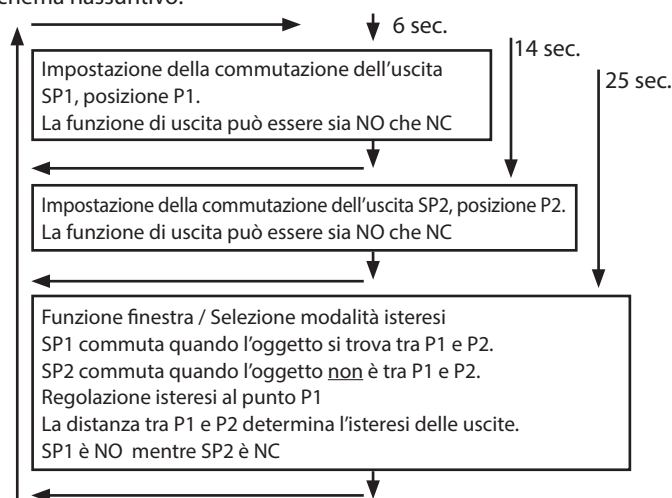 6 sec.
14 sec.
25 sec.
Impostazione della commutazione dell’uscita
SP1, posizione P1.
La funzione di uscita può essere sia NO che NC
Impostazione della commutazione dell’uscita SP2, posizione P2.
La funzione di uscita può essere sia NO che NC
Funzione finestra / Selezione modalità isteresi
SP1 commuta quando l’oggetto si trova tra P1 e P2.
SP2 commuta quando l’oggetto non è tra P1 e P2.
Regolazione isteresi al punto P1
La distanza tra P1 e P2 determina l’isteresi delle uscite.
SP1 è NO mentre SP2 è NC